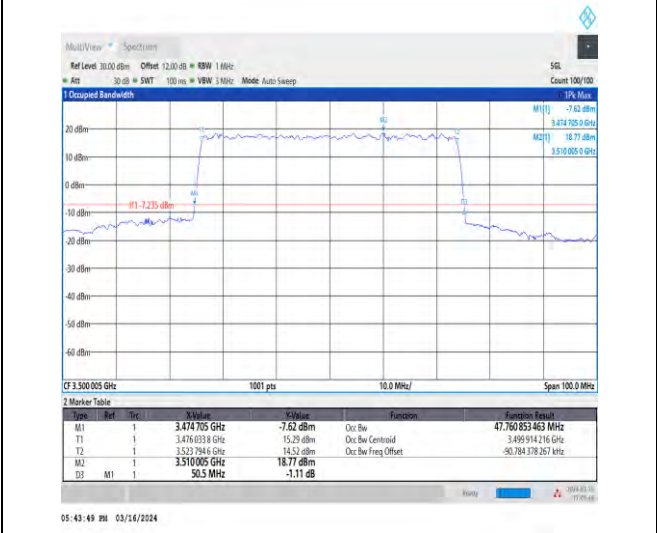 MultiView Spectrum
Ref Level 30.00 dBm Offset 12.00 dB RBW 1 MHz SGL
Att 30 dB SWT 100 ms VBW 3 MHz Mode Auto Sweep Count 100/100
1 Occupied Bandwidth 1Pk Max
M1[1] -7.62 dBm
3.474 705 0 GHz
M2[1] 18.77 dBm
3.510 005 0 GHz
M2
20 dBm
10 dBm
0 dBm
M1
H1 -7.235 dBm
D3
-10 dBm
-20 dBm
-30 dBm
-40 dBm
-50 dBm
-60 dBm
CF 3.500 005 GHz 1001 pts 10.0 MHz/ Span 100.0 MHz
2 Marker Table
Type Ref Trc X-Value Y-Value Function Function Result
M1 1 3.474 705 GHz -7.62 dBm Occ Bw 47.760 853 463 MHz
T1 1 3.476 033 8 GHz 15.29 dBm Occ Bw Centroid 3.499 914 216 GHz
T2 1 3.523 794 6 GHz 14.52 dBm Occ Bw Freq Offset -90.784 378 267 kHz
M2 1 3.510 005 GHz 18.77 dBm
D3 M1 1 50.5 MHz -1.11 dB
Ready
05:43:49 PM 03/16/2024